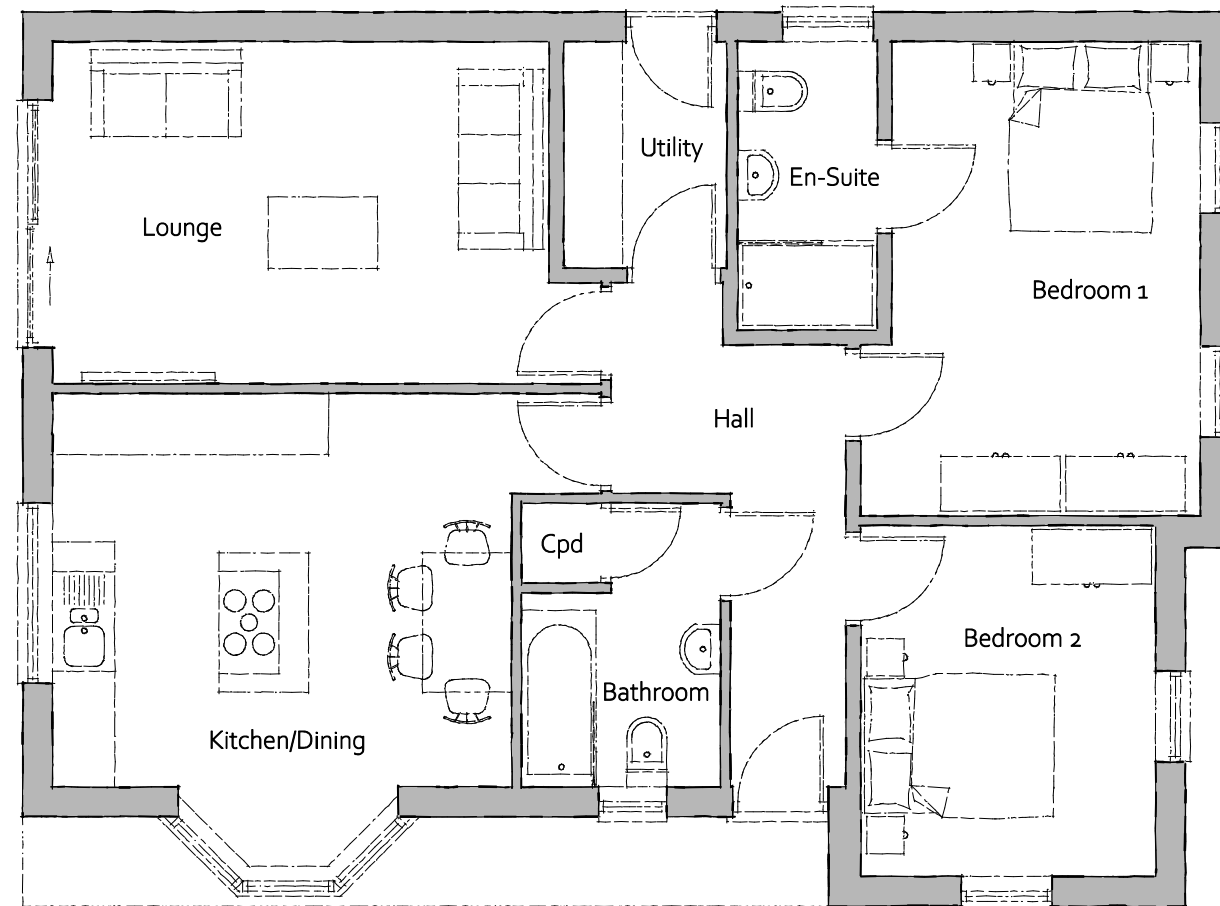 Utility
En-Suite
Lounge
Bedroom 1
Hall
Cpd
Bedroom 2
Bathroom
Kitchen/Dining